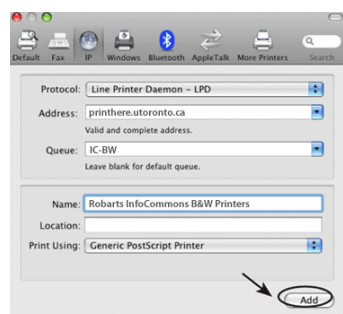 Default Fax IP Windows Bluetooth AppleTalk More Printers Search
Protocol: Line Printer Daemon – LPD
Address: printhere.utoronto.ca
Valid and complete address.
Queue: IC-BW
Leave blank for default queue.
Name: Robarts InfoCommons B&W Printers
Location:
Print Using: Generic PostScript Printer
Add